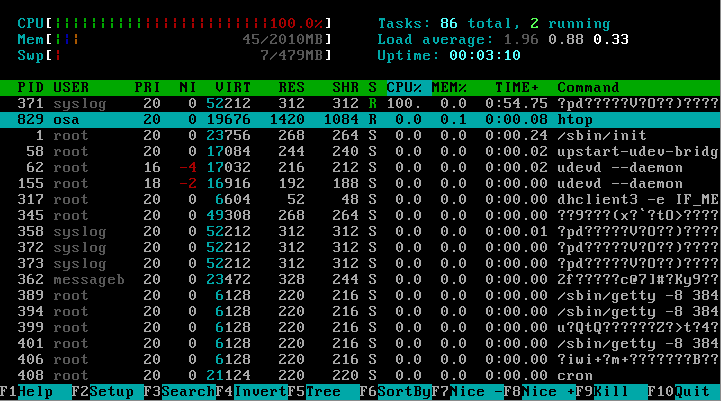 CPU[||||||||||||||||||||||||||||100.0%]     Tasks: 86 total, 2 running
Mem[|||                     45/2010MB]     Load average: 1.96 0.88 0.33
Swp[|                         7/479MB]     Uptime: 00:03:10
PID USER     PRI  NI  VIRT   RES   SHR S CPU% MEM%   TIME+  Command
371 syslog    20   0 52212   312   312 R 100.  0.0  0:54.75 ?pd?????V?O??)????
829 osa       20   0 19676  1420  1084 R  0.0  0.1  0:00.08 htop
1 root      20   0 23756   268   264 S  0.0  0.0  0:00.24 /sbin/init
58 root      20   0 17084   244   240 S  0.0  0.0  0:00.02 upstart-udev-bridg
62 root      16  -4 17032   216   212 S  0.0  0.0  0:00.02 udevd --daemon
155 root      18  -2 16916   192   188 S  0.0  0.0  0:00.00 udevd --daemon
317 root      20   0  6604    52    48 S  0.0  0.0  0:00.00 dhclient3 -e IF_ME
345 root      20   0 49308   268   264 S  0.0  0.0  0:00.00 ??9???(x?`?tO>????
358 syslog    20   0 52212   312   312 S  0.0  0.0  0:00.01 ?pd?????V?O??)????
372 syslog    20   0 52212   312   312 S  0.0  0.0  0:00.00 ?pd?????V?O??)????
373 syslog    20   0 52212   312   312 S  0.0  0.0  0:00.00 ?pd?????V?O??)????
362 messageb  20   0 23472   328   244 S  0.0  0.0  0:00.00 2f?????c@7]#?Ky9??
389 root      20   0  6128   220   216 S  0.0  0.0  0:00.00 /sbin/getty -8 384
394 root      20   0  6128   220   216 S  0.0  0.0  0:00.00 /sbin/getty -8 384
399 root      20   0  6128   220   216 S  0.0  0.0  0:00.00 u?QtQ??????Z?>t?4?
401 root      20   0  6128   220   216 S  0.0  0.0  0:00.00 /sbin/getty -8 384
406 root      20   0  6128   220   216 S  0.0  0.0  0:00.00 ?iwi+?m+???????B??
408 root      20   0 21124   220   220 S  0.0  0.0  0:00.00 cron
F1Help  F2Setup F3SearchF4InvertF5Tree  F6SortByF7Nice -F8Nice +F9Kill  F10Quit